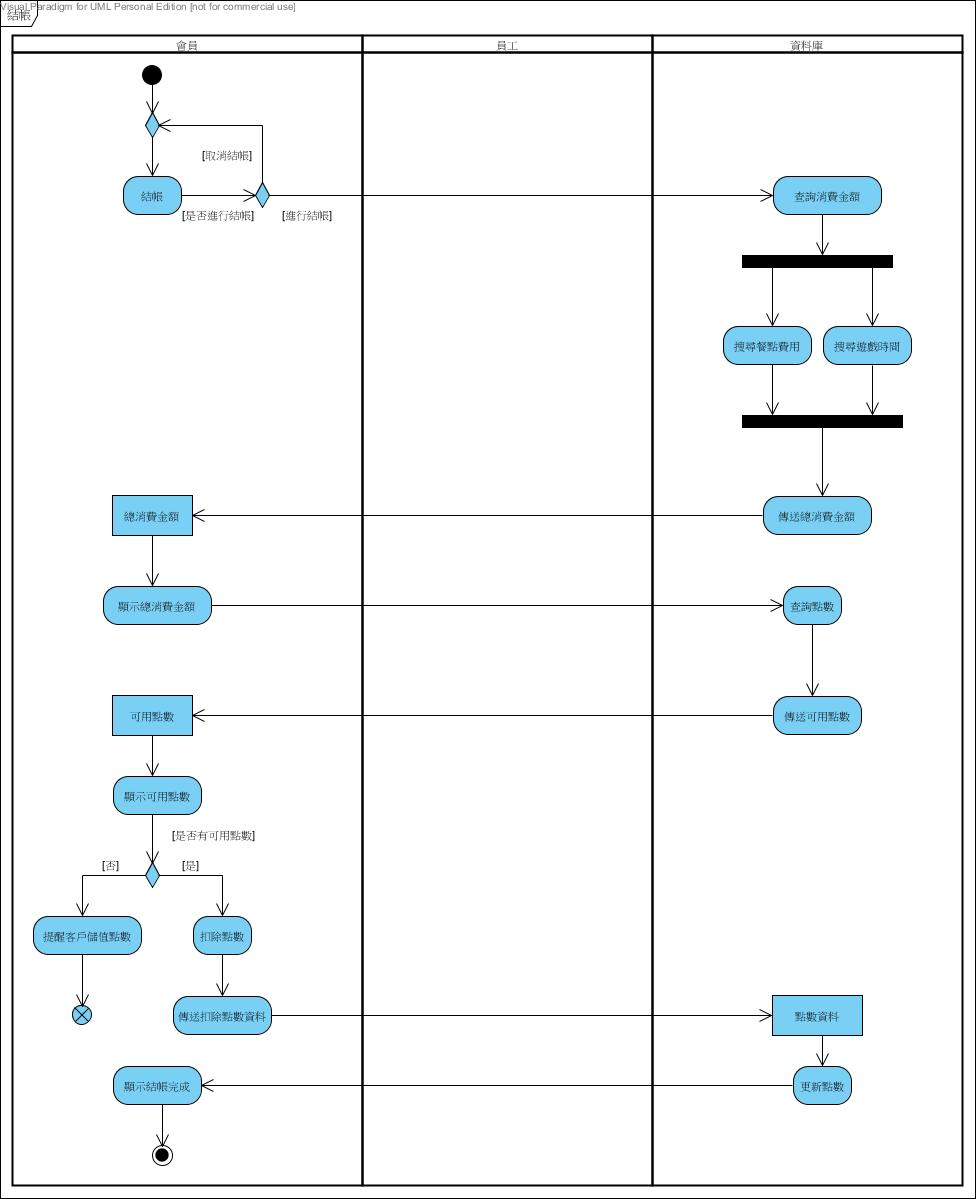 Visual Paradigm for UML Personal Edition [not for commercial use]
結帳
會員
員工
資料庫
[取消結帳]
結帳
查詢消費金額
[是否進行結帳]
[進行結帳]
搜尋餐點費用
搜尋遊戲時間
總消費金額
傳送總消費金額
顯示總消費金額
查詢點數
可用點數
傳送可用點數
顯示可用點數
[是否有可用點數]
[否]
[是]
提醒客戶儲值點數
扣除點數
傳送扣除點數資料
點數資料
顯示結帳完成
更新點數